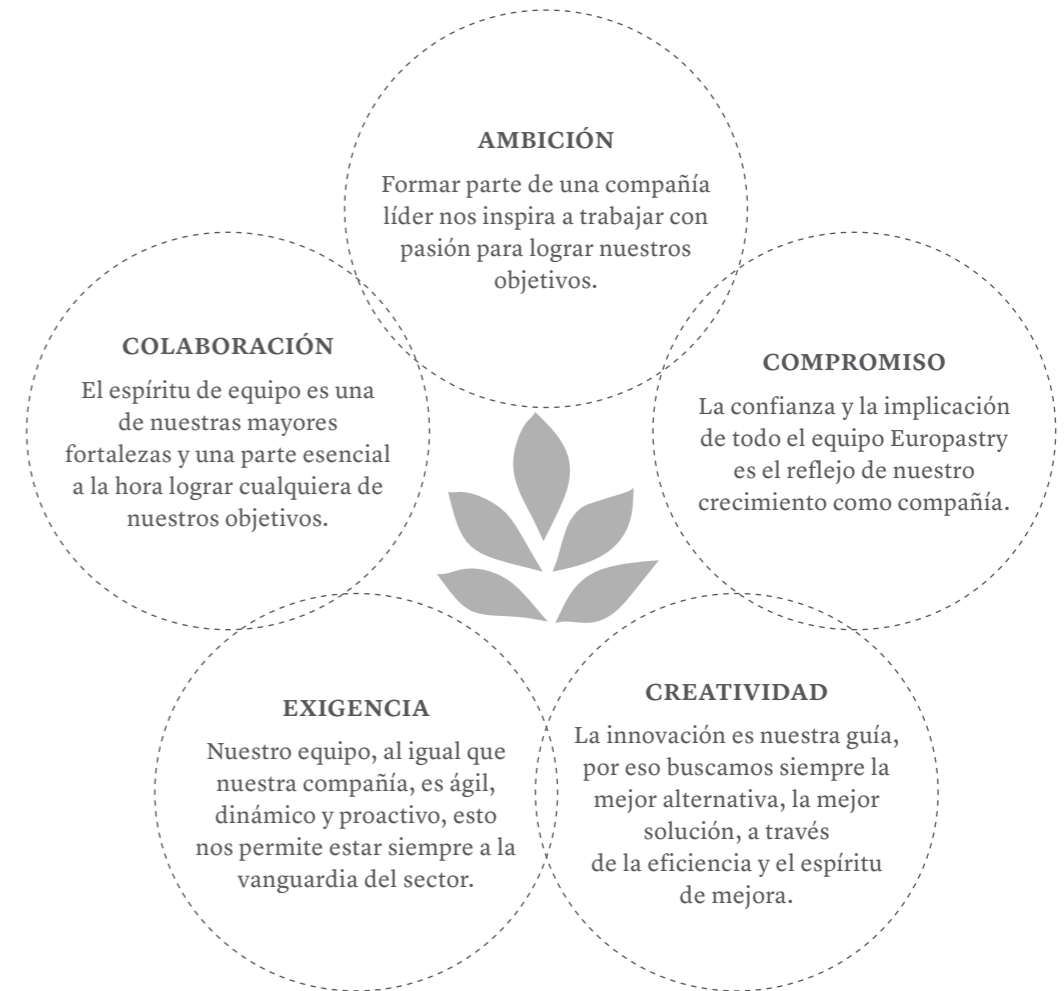 AMBICIÓN
Formar parte de una compañía
líder nos inspira a trabajar con
pasión para lograr nuestros
objetivos.
COLABORACIÓN
El espíritu de equipo es una
de nuestras mayores
fortalezas y una parte esencial
a la hora lograr cualquiera de
nuestros objetivos.
COMPROMISO
La confianza y la implicación
de todo el equipo Europastry
es el reflejo de nuestro
crecimiento como compañía.
EXIGENCIA
Nuestro equipo, al igual que
nuestra compañía, es ágil,
dinámico y proactivo, esto
nos permite estar siempre a la
vanguardia del sector.
CREATIVIDAD
La innovación es nuestra guía,
por eso buscamos siempre la
mejor alternativa, la mejor
solución, a través
de la eficiencia y el espíritu
de mejora.